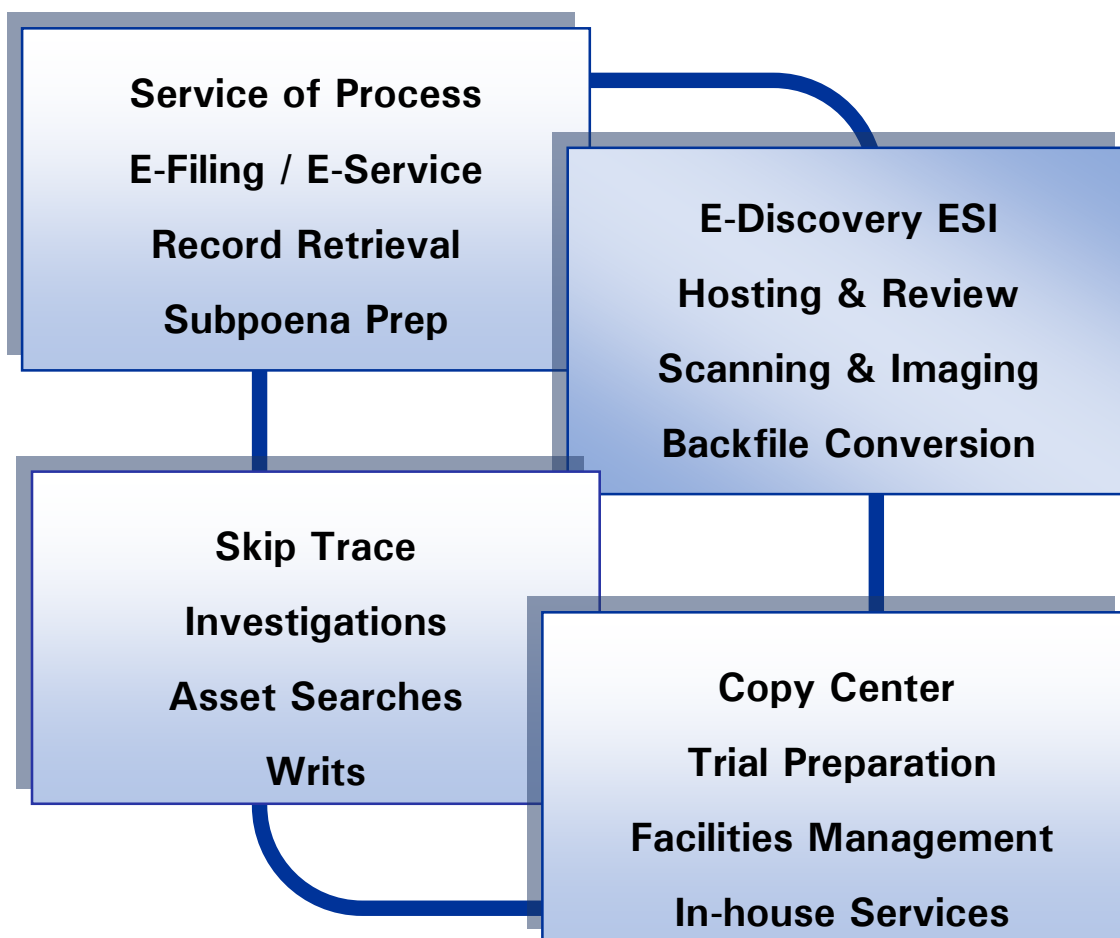 Service of Process
E-Filing / E-Service
Record Retrieval
Subpoena Prep
E-Discovery ESI
Hosting & Review
Scanning & Imaging
Backfile Conversion
Skip Trace
Investigations
Asset Searches
Writs
Copy Center
Trial Preparation
Facilities Management
In-house Services